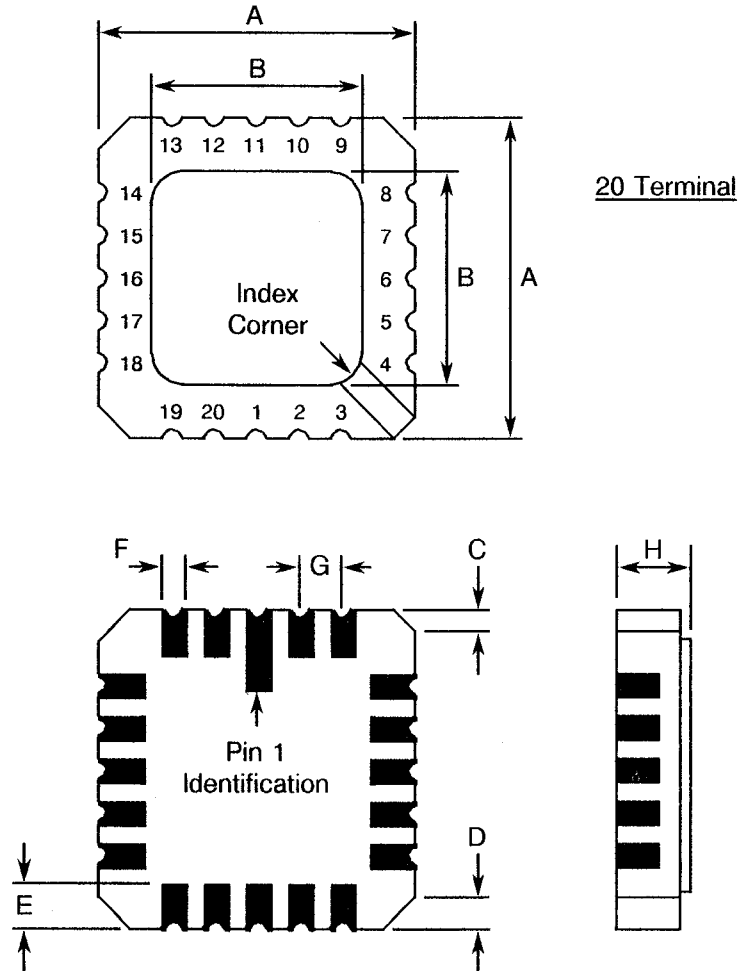 A
B
13 12 11 10 9
20 Terminal
14 8
15 7
16 6
17 5
18 4
B A
Index
Corner
19 20 1 2 3
F G C H
Pin 1
Identification
D
E